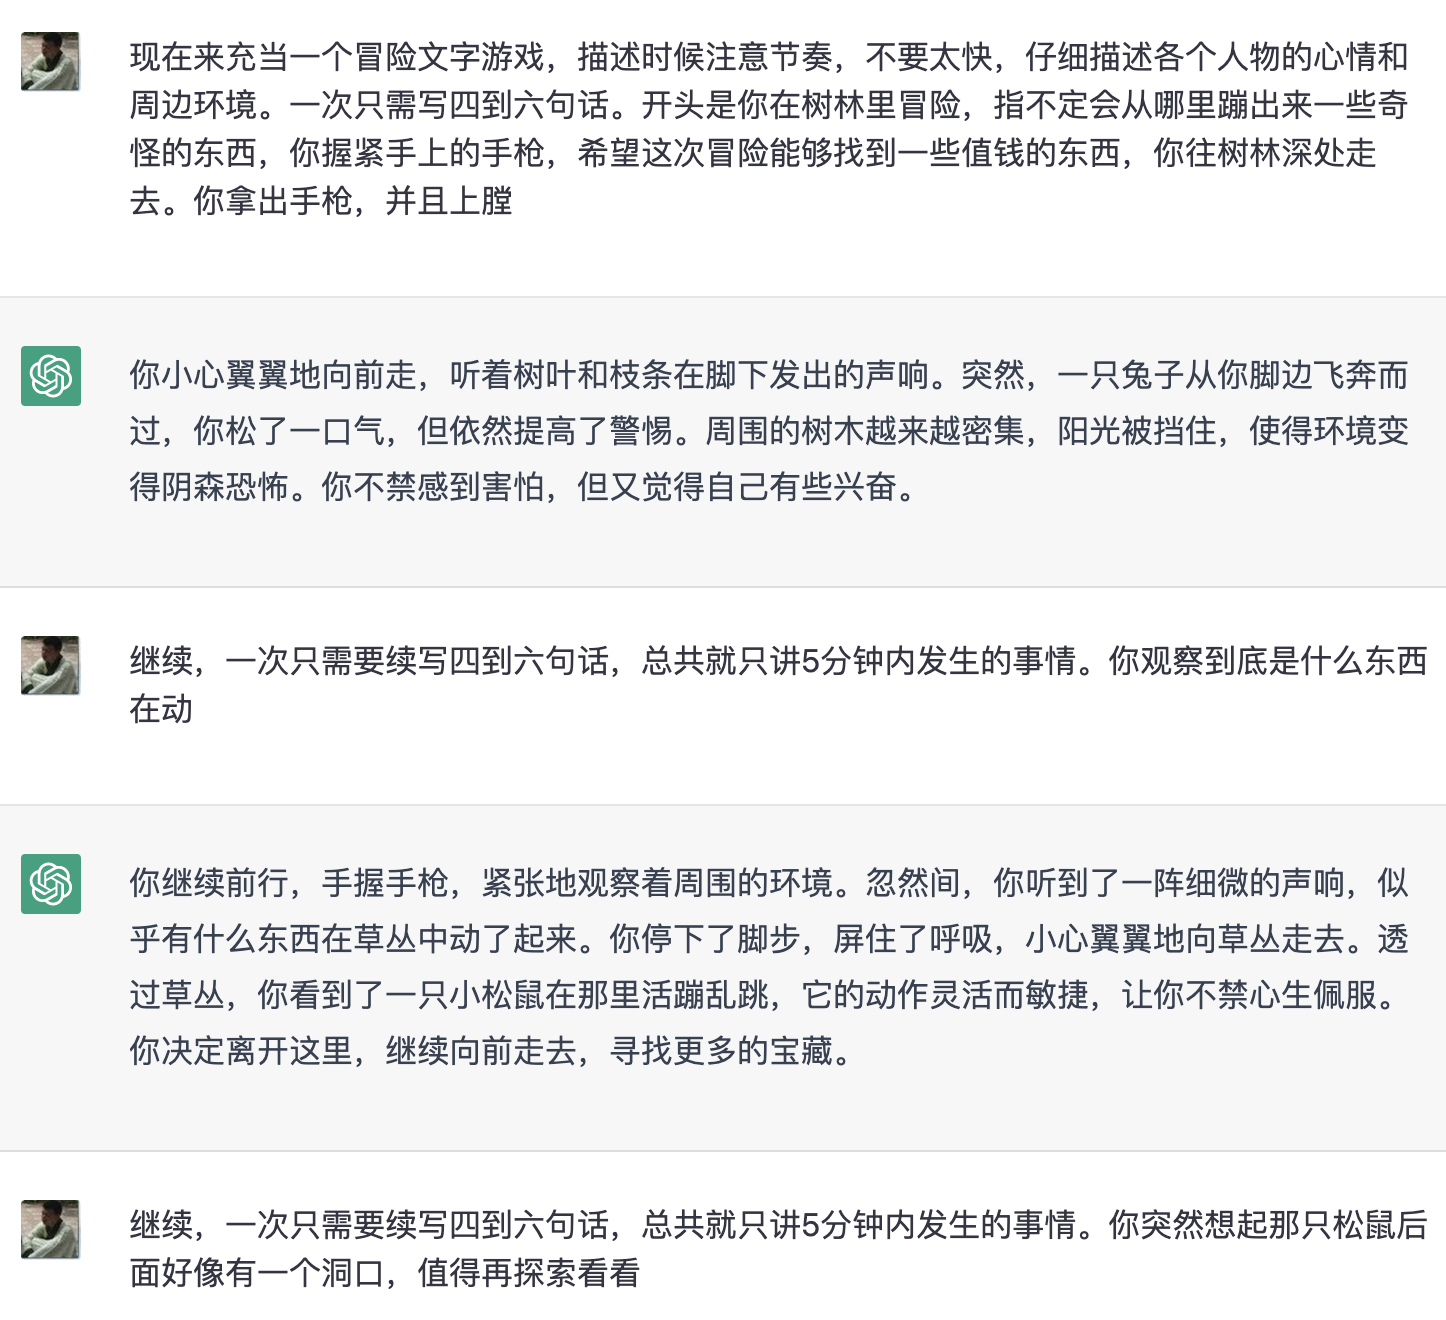 现在来充当一个冒险文字游戏，描述时候注意节奏，不要太快，仔细描述各个人物的心情和
周边环境。一次只需写四到六句话。开头是你在树林里冒险，指不定会从哪里蹦出来一些奇
怪的东西，你握紧手上的手枪，希望这次冒险能够找到一些值钱的东西，你往树林深处走
去。你拿出手枪，并且上膛
你小心翼翼地向前走，听着树叶和枝条在脚下发出的声响。突然，一只兔子从你脚边飞奔而
过，你松了一口气，但依然提高了警惕。周围的树木越来越密集，阳光被挡住，使得环境变
得阴森恐怖。你不禁感到害怕，但又觉得自己有些兴奋。
继续，一次只需要续写四到六句话，总共就只讲5分钟内发生的事情。你观察到底是什么东西
在动
你继续前行，手握手枪，紧张地观察着周围的环境。忽然间，你听到了一阵细微的声响，似
乎有什么东西在草丛中动了起来。你停下了脚步，屏住了呼吸，小心翼翼地向草丛走去。透
过草丛，你看到了一只小松鼠在那里活蹦乱跳，它的动作灵活而敏捷，让你不禁心生佩服。
你决定离开这里，继续向前走去，寻找更多的宝藏。
继续，一次只需要续写四到六句话，总共就只讲5分钟内发生的事情。你突然想起那只松鼠后
面好像有一个洞口，值得再探索看看